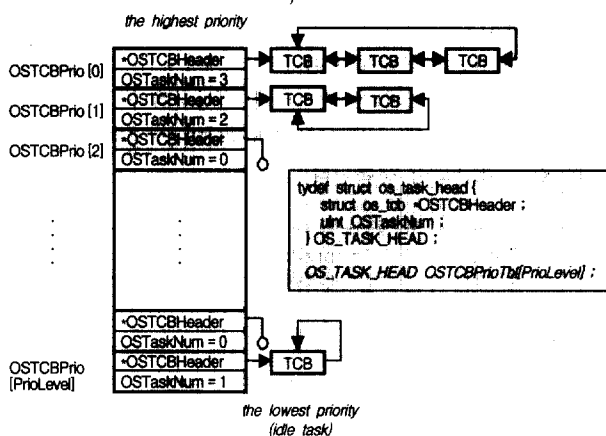 the highest priority
OSTCBPrio [0]
*OSTCBHeader
OSTaskNum = 3
TCB
TCB
TCB
OSTCBPrio [1]
*OSTCBHeader
OSTaskNum = 2
TCB
TCB
OSTCBPrio [2]
*OSTCBHeader
OSTaskNum = 0
tydef struct os_task_head {
struct os_tcb *OSTCBHeader ;
uint OSTaskNum ;
} OS_TASK_HEAD ;
OS_TASK_HEAD OSTCBPrioTbl[PrioLevel] ;
*OSTCBHeader
OSTaskNum = 0
OSTCBPrio
[PrioLevel]
*OSTCBHeader
OSTaskNum = 1
TCB
the lowest priority
(idle task)